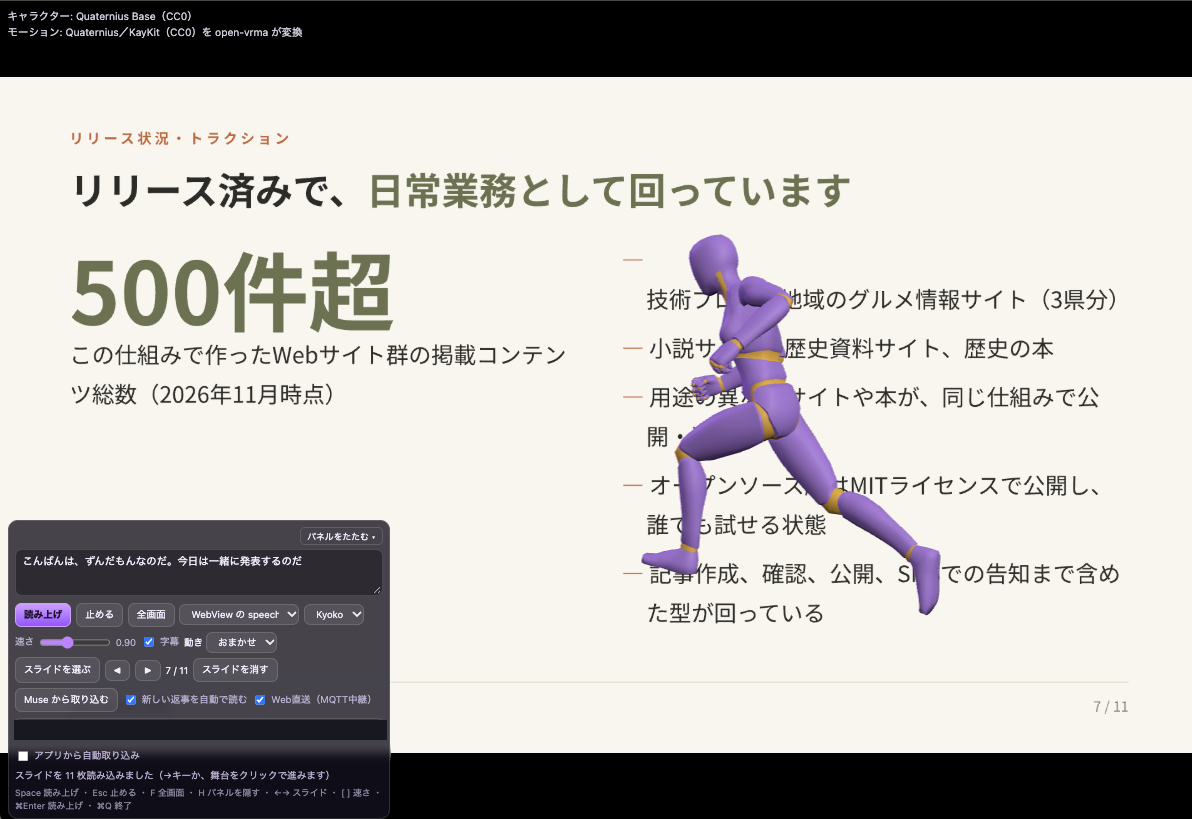 キャラクター: Quaternius Base（CC0）
モーション: Quaternius／KayKit（CC0）を open-vrma が変換
リリース状況・トラクション
リリース済みで、日常業務として回っています
500件超
この仕組みで作ったWebサイト群の掲載コンテン
ツ総数（2026年11月時点）
—
技術ブロ 地域のグルメ情報サイト（3県分）
— 小説サ 歴史資料サイト、歴史の本
— 用途の異な サイトや本が、同じ仕組みで公
開・
— オープンソース はMITライセンスで公開し、
誰でも試せる状態
— 記事作成、確認、公開、S での告知まで含め
た型が回っている
7 / 11
パネルをたたむ ▾
こんばんは、ずんだもんなのだ。今日は一緒に発表するのだ
読み上げ 止める 全画面 WebView の speech Kyoko
速さ 0.90 字幕 動き おまかせ
スライドを選ぶ ◀ ▶ 7 / 11 スライドを消す
Muse から取り込む 新しい返事を自動で読む Web直送（MQTT中継）
アプリから自動取り込み
スライドを 11 枚読み込みました（→キーか、舞台をクリックで進みます）
Space 読み上げ ・ Esc 止める ・ F 全画面 ・ H パネルを隠す ・ ←→ スライド ・ [ ] 速さ ・
⌘Enter 読み上げ ・ ⌘Q 終了